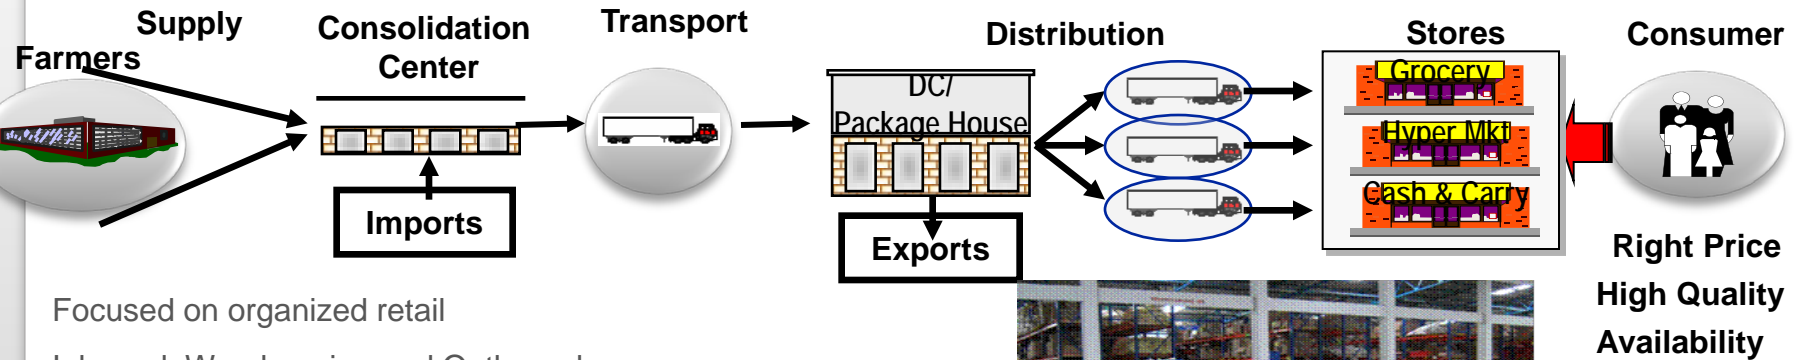 Supply
Farmers
Consolidation
Center
Transport
Distribution
Stores
Consumer
DC/
Package House
Grocery
Hyper Mkt
Cash & Carry
Imports
Exports
Right Price
High Quality
Availability
Focused on organized retail